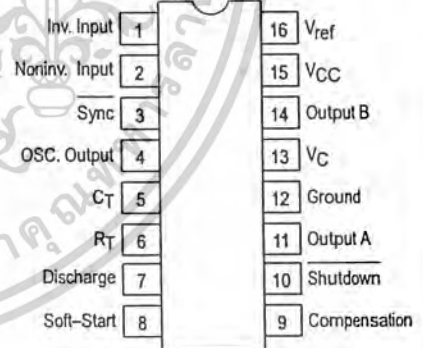 Inv. Input 1
Noninv. Input 2
Sync 3
OSC. Output 4
CT 5
RT 6
Discharge 7
Soft–Start 8
16 Vref
15 VCC
14 Output B
13 VC
12 Ground
11 Output A
10 Shutdown
9 Compensation